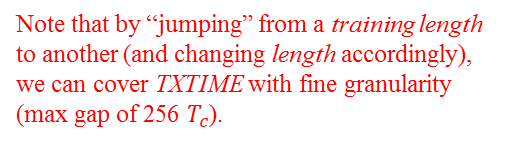 Note that by “jumping” from a training length
to another (and changing length accordingly),
we can cover TXTIME with fine granularity
(max gap of 256 Tc).